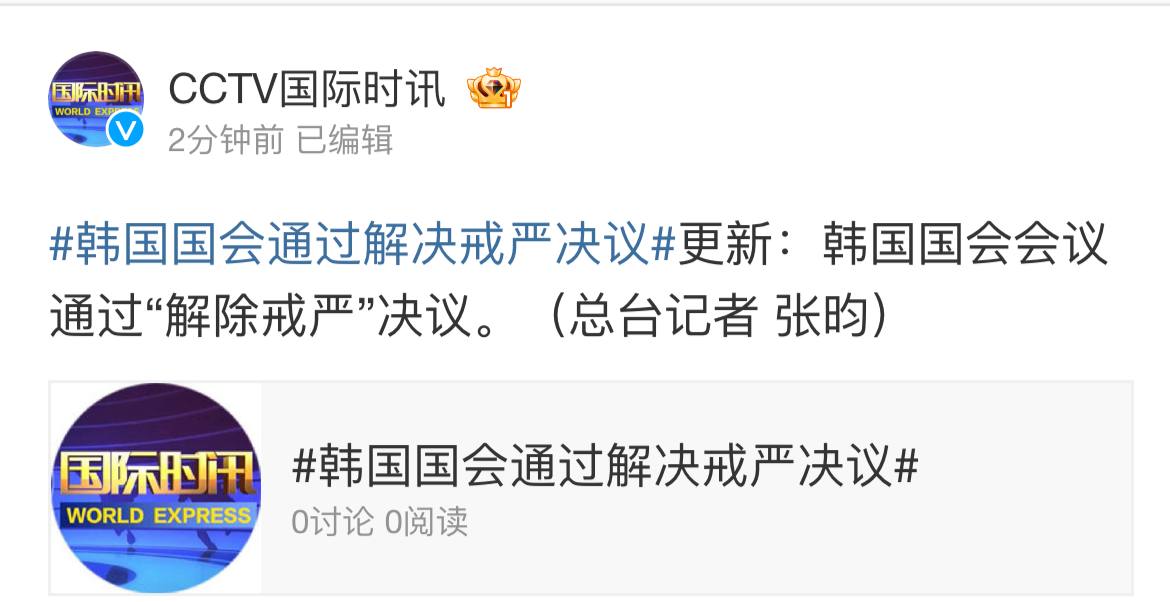 国际时讯
WORLD EXPRESS
CCTV国际时讯
1
2分钟前 已编辑
#韩国国会通过解决戒严决议#更新：韩国国会会议
通过“解除戒严”决议。（总台记者 张昀）
国际时讯
WORLD EXPRESS
#韩国国会通过解决戒严决议#
0讨论 0阅读